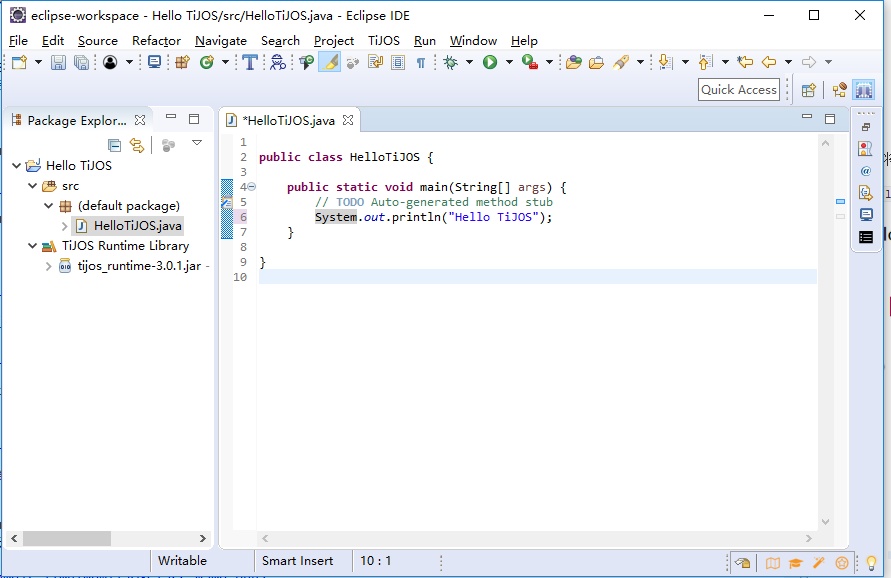 eclipse-workspace - Hello TiJOS/src/HelloTiJOS.java - Eclipse IDE
File Edit Source Refactor Navigate Search Project TiJOS Run Window Help
Quick Access
Package Explor...
*HelloTiJOS.java
Hello TiJOS
src
(default package)
HelloTiJOS.java
TiJOS Runtime Library
tijos_runtime-3.0.1.jar -
1
2 public class HelloTiJOS {
3
4 public static void main(String[] args) {
5 // TODO Auto-generated method stub
6 System.out.println("Hello TiJOS");
7 }
8
9 }
10
Writable Smart Insert 10 : 1